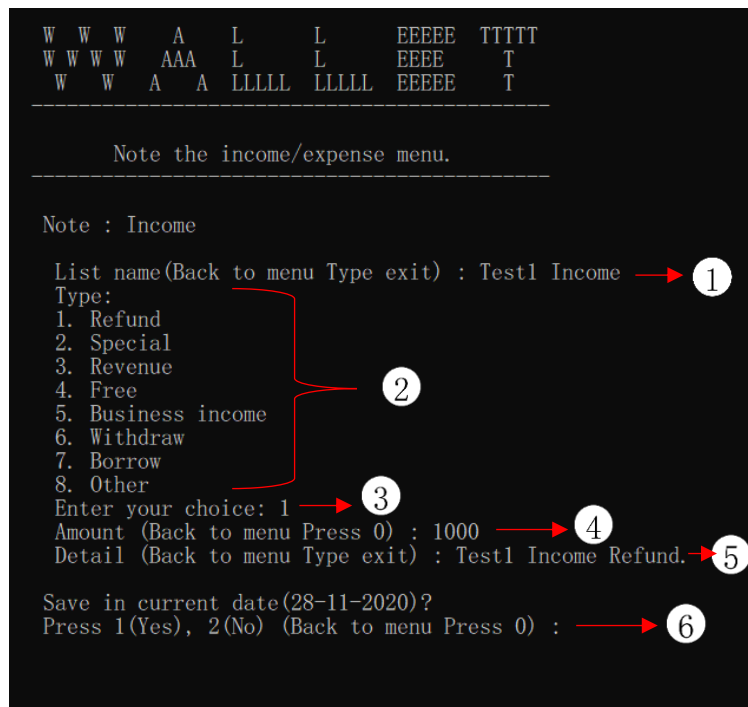 W  W  W     A     L      L      EEEEE  TTTTT
W W W W    AAA    L      L      EEEE     T
 W   W    A   A  LLLLL  LLLLL  EEEEE    T
--------------------------------------------
Note the income/expense menu.
--------------------------------------------
Note : Income
List name(Back to menu Type exit) : Test1 Income 1
Type:
1. Refund
2. Special
3. Revenue
4. Free
2
5. Business income
6. Withdraw
7. Borrow
8. Other
Enter your choice: 1 3
Amount (Back to menu Press 0) : 1000 4
Detail (Back to menu Type exit) : Test1 Income Refund. 5
Save in current date(28-11-2020)?
Press 1(Yes), 2(No) (Back to menu Press 0) : 6